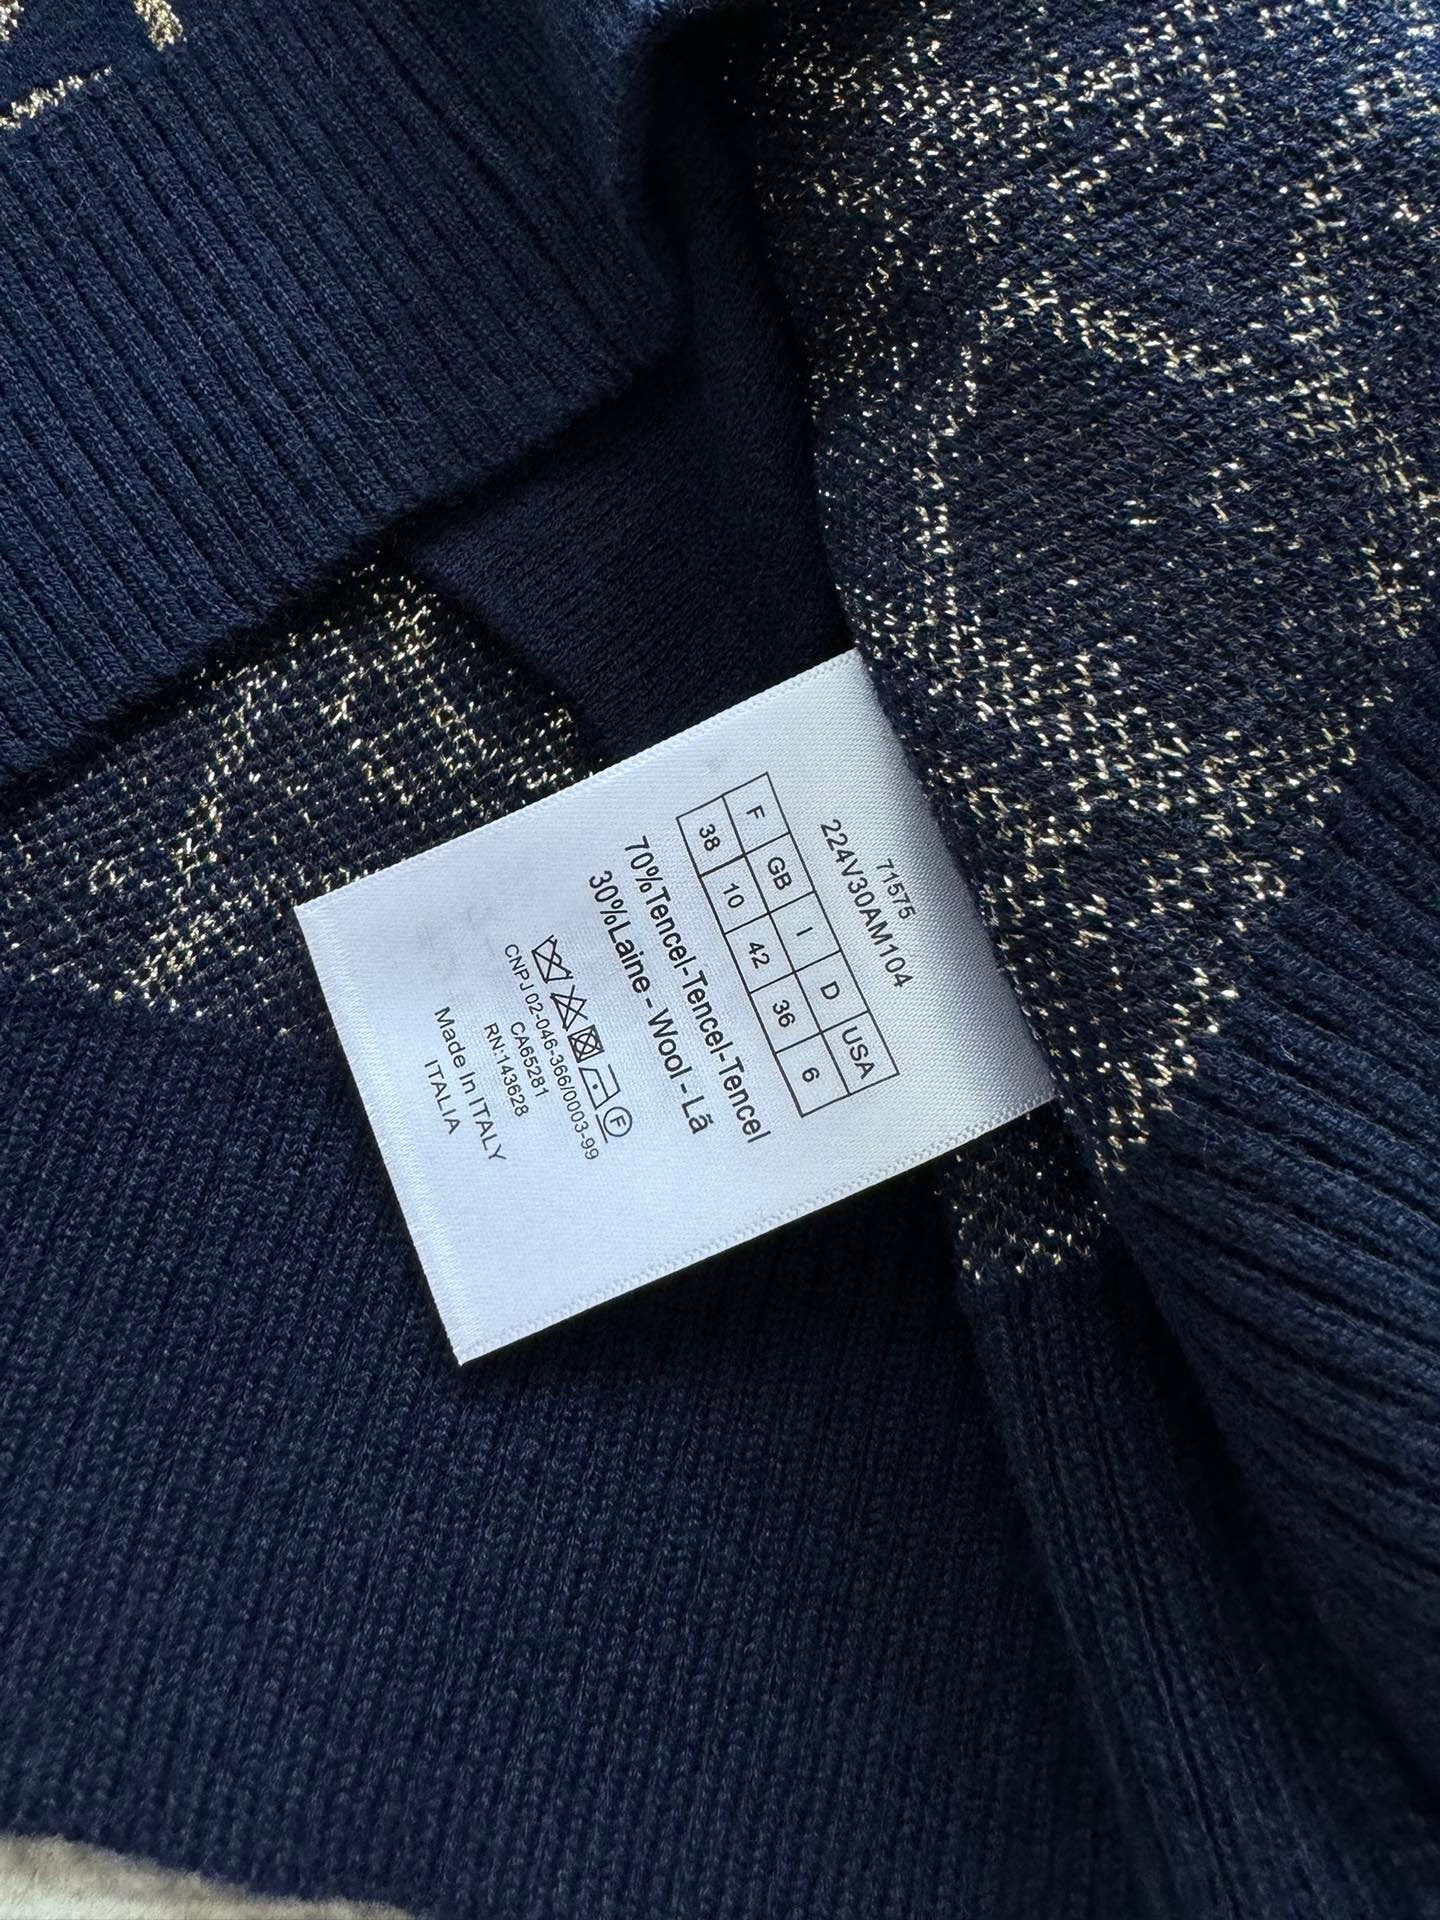 71575
224V30AM104
F GB I D USA
38 10 42 36 6
70%Tencel-Tencel-Tencel
30%Laine - Wool - Lã
F
CNPJ 02-046-366/0003-99
CA65281
RN:143628
Made In ITALY
ITALIA